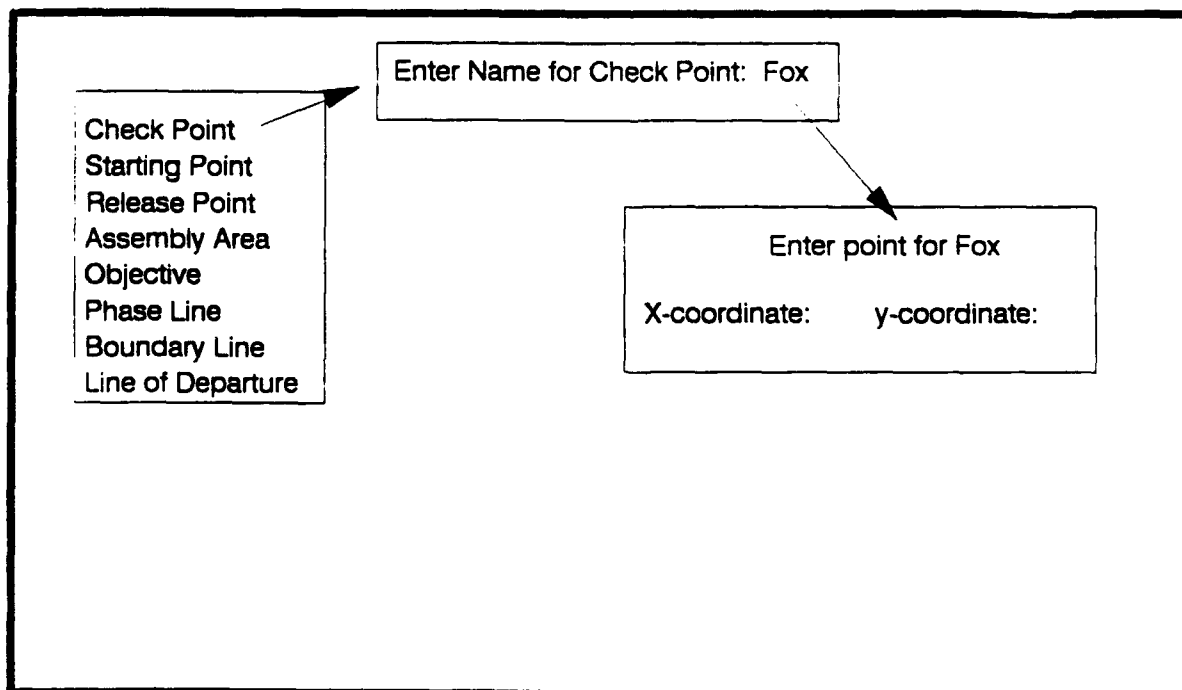 Enter Name for Check Point: Fox
Check Point
Starting Point
Release Point
Assembly Area
Objective
Phase Line
Boundary Line
Line of Departure
Enter point for Fox
X-coordinate: y-coordinate: